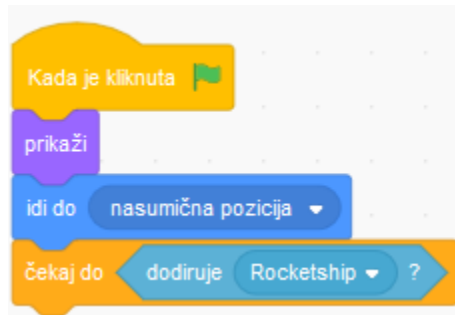 Kada je kliknuta
prikaži
idi do nasumična pozicija
čekaj do dodiruje Rocketship ?